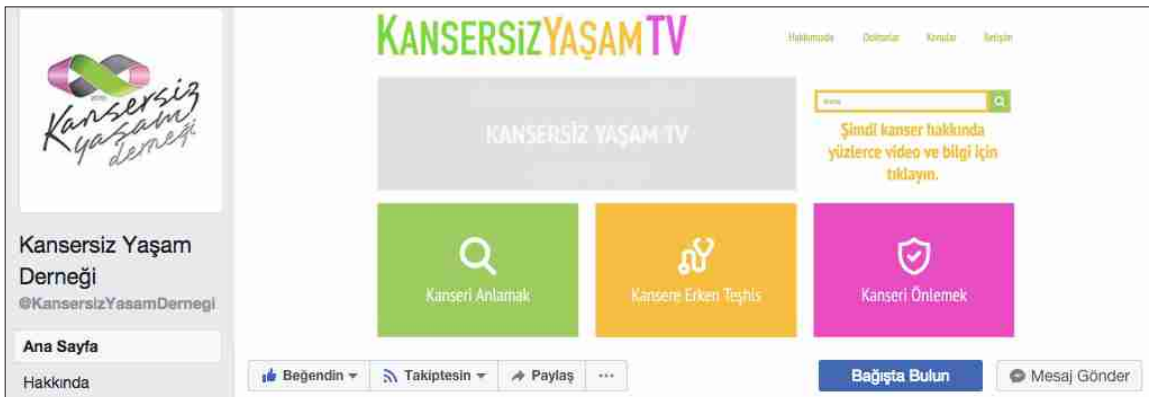 Kansersiz
yaşam
derneği
Kansersiz Yaşam
Derneği
@KansersizYasamDernegi
Ana Sayfa
Hakkında
KANSERSİZYAŞAMTV
Hakkımızda Doktorlar Konular İletişim
KANSERSİZ YAŞAM TV
Şimdi kanser hakkında
yüzlerce video ve bilgi için
tıklayın.
Kanseri Anlamak
Kansere Erken Teşhis
Kanseri Önlemek
Beğendin Takiptesin Paylaş ...
Bağışta Bulun Mesaj Gönder